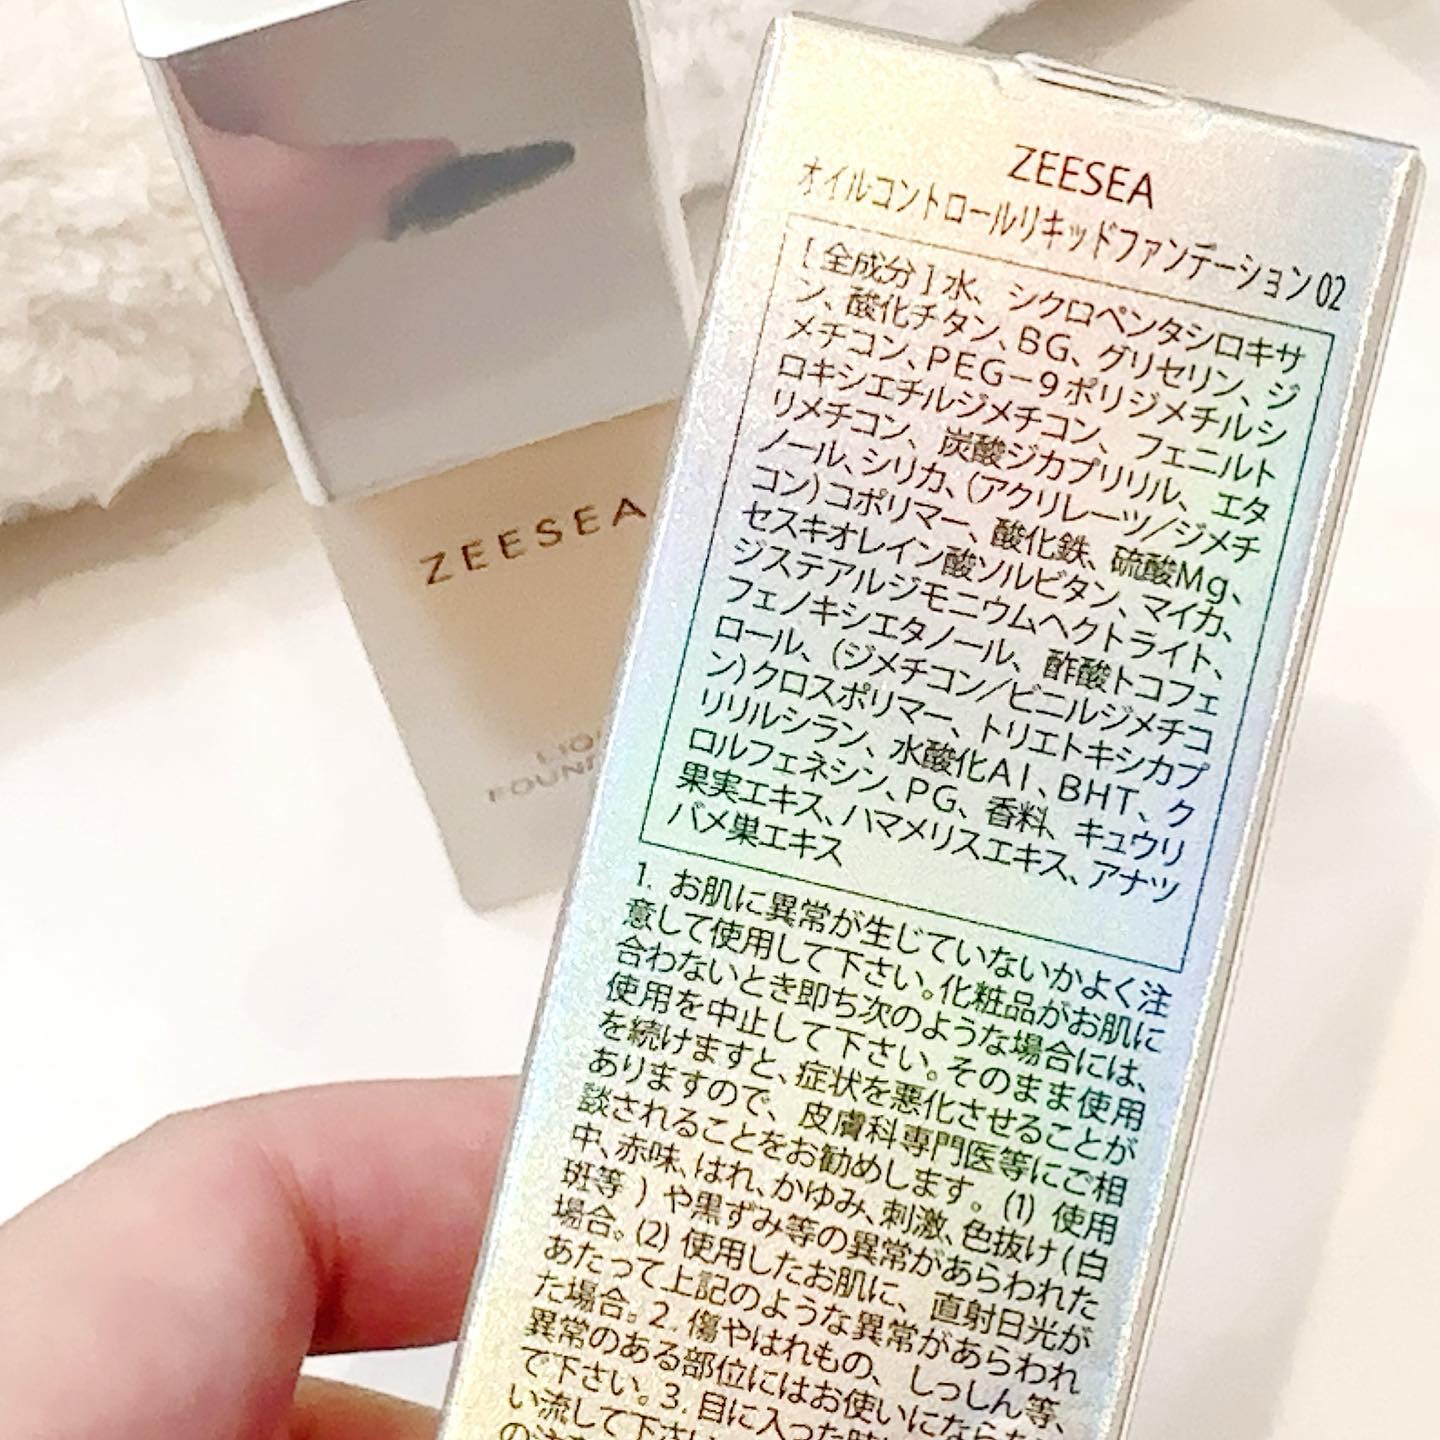 ZEESEA
オイルコントロールリキッドファンデーション02
[全成分]水、シクロペンタシロキサ
ン、酸化チタン、BG、グリセリン、ジ
メチコン、PEG－9ポリジメチルシ
ロキシエチルジメチコン、フェニルト
リメチコン、炭酸ジカプリリル、エタ
ノール、シリカ、(アクリレーツ/ジメチ
コン)コポリマー、酸化鉄、硫酸Mg、
セスキオレイン酸ソルビタン、マイカ、
ジステアルジモニウムヘクトライト、
フェノキシエタノール、酢酸トコフェ
ロール、(ジメチコン/ビニルジメチコ
ン)クロスポリマー、トリエトキシカプ
リリルシラン、水酸化Al、BHT、ク
ロルフェネシン、PG、香料、キュウリ
果実エキス、ハマメリスエキス、アナツ
バメ巣エキス
1. お肌に異常が生じていないかよく注
意して使用して下さい。化粧品がお肌に
合わないとき即ち次のような場合には、
使用を中止して下さい。そのまま使用
を続けますと、症状を悪化させることが
ありますので、皮膚科専門医等にご相
談されることをお勧めします。(1) 使用
中、赤味、はれ、かゆみ、刺激、色抜け(白
班等)や黒ずみ等の異常があらわれた
場合。(2) 使用したお肌に、直射日光が
あたって上記のような異常があらわれ
た場合。2. 傷やはれもの、しっしん等、
異常のある部位にはお使いにならない
で下さい。3. 目に入った時
い流して下さい
ZEESEA